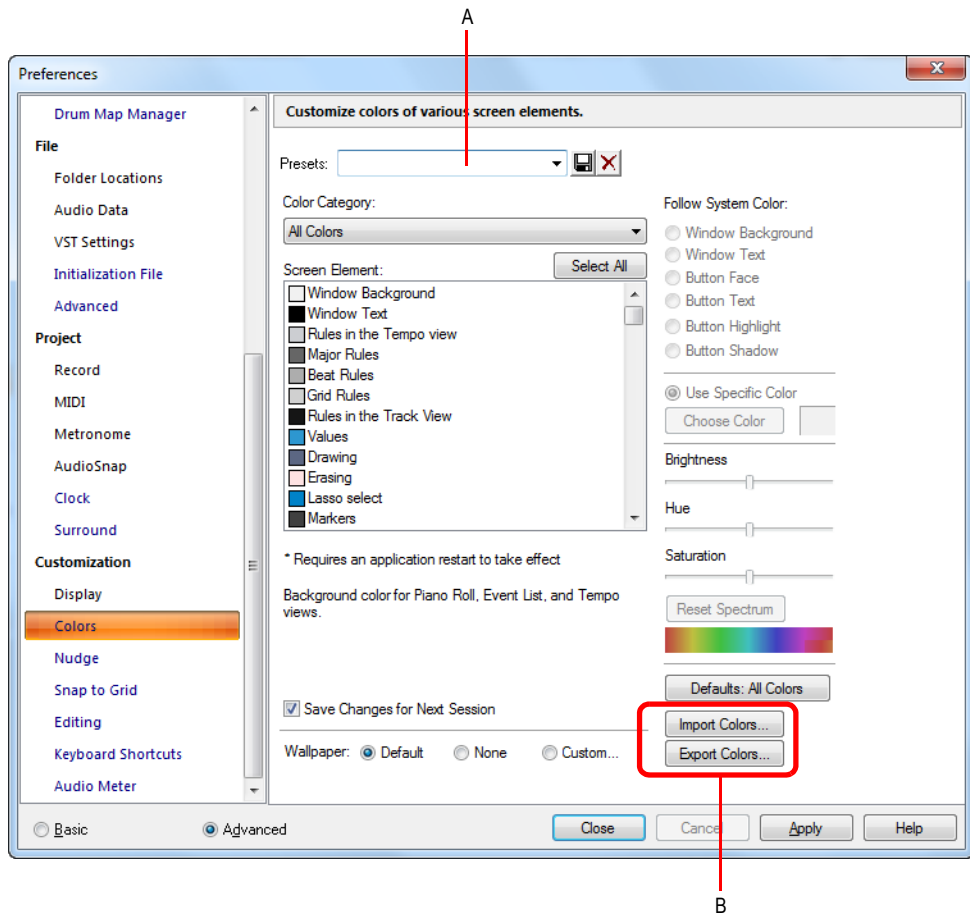 A
Preferences
Drum Map Manager
File
Folder Locations
Audio Data
VST Settings
Initialization File
Advanced
Project
Record
MIDI
Metronome
AudioSnap
Clock
Surround
Customization
Display
Colors
Nudge
Snap to Grid
Editing
Keyboard Shortcuts
Audio Meter
Customize colors of various screen elements.
Presets:
Color Category:
All Colors
Screen Element:
Select All
Window Background
Window Text
Rules in the Tempo view
Major Rules
Beat Rules
Grid Rules
Rules in the Track View
Values
Drawing
Erasing
Lasso select
Markers
* Requires an application restart to take effect
Background color for Piano Roll, Event List, and Tempo
views.
Save Changes for Next Session
Wallpaper:
Default
None
Custom...
Follow System Color:
Window Background
Window Text
Button Face
Button Text
Button Highlight
Button Shadow
Use Specific Color
Choose Color
Brightness
Hue
Saturation
Reset Spectrum
Defaults: All Colors
Import Colors...
Export Colors...
Basic
Advanced
Close
Cancel
Apply
Help
B